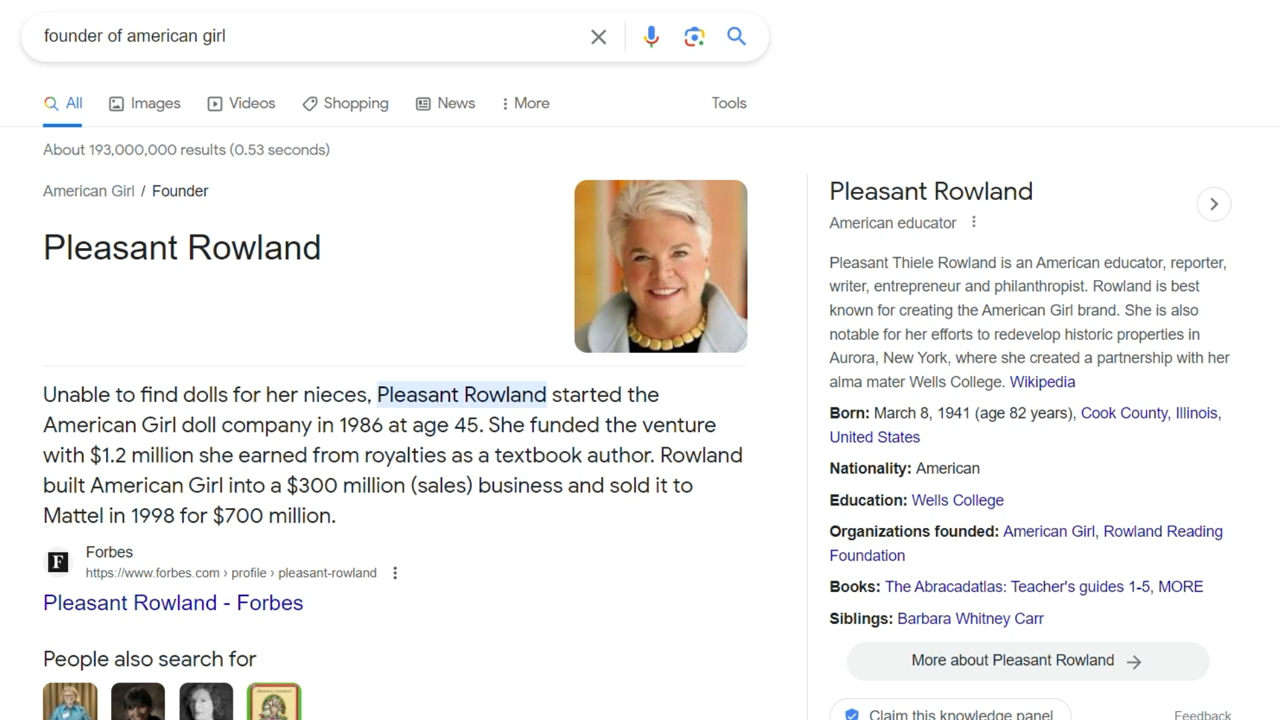 founder of american girl
All
Images
Videos
Shopping
News
More
Tools
About 193,000,000 results (0.53 seconds)
American Girl / Founder
Pleasant Rowland
Unable to find dolls for her nieces, Pleasant Rowland started the
American Girl doll company in 1986 at age 45. She funded the venture
with $1.2 million she earned from royalties as a textbook author. Rowland
built American Girl into a $300 million (sales) business and sold it to
Mattel in 1998 for $700 million.
F
Forbes
https://www.forbes.com › profile › pleasant-rowland
Pleasant Rowland - Forbes
People also search for
Pleasant Rowland
American educator
Pleasant Thiele Rowland is an American educator, reporter,
writer, entrepreneur and philanthropist. Rowland is best
known for creating the American Girl brand. She is also
notable for her efforts to redevelop historic properties in
Aurora, New York, where she created a partnership with her
alma mater Wells College. Wikipedia
Born: March 8, 1941 (age 82 years), Cook County, Illinois,
United States
Nationality: American
Education: Wells College
Organizations founded: American Girl, Rowland Reading
Foundation
Books: The Abracadatlas: Teacher's guides 1-5, MORE
Siblings: Barbara Whitney Carr
More about Pleasant Rowland
Claim this knowledge panel
Feedback